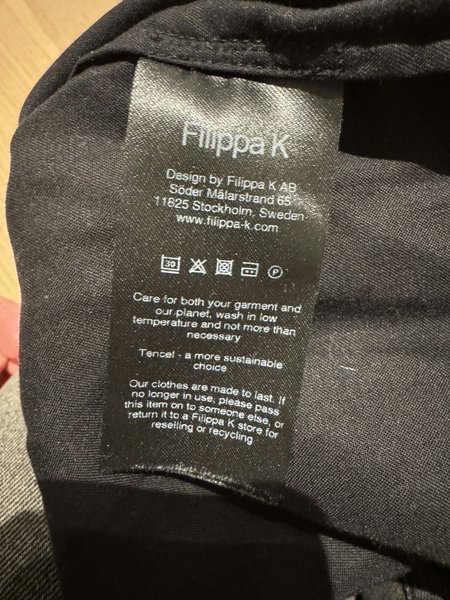 Filippa K
Design by Filippa K AB
Söder Mälarstrand 65
11825 Stockholm, Sweden
www.filippa-k.com
30 P
Care for both your garment and
our planet, wash in low
temperature and not more than
necessary
Tencel - a more sustainable
choice
Our clothes are made to last. If
no longer in use, please pass
this item on to someone else, or
return it to a Filippa K store for
reselling or recycling